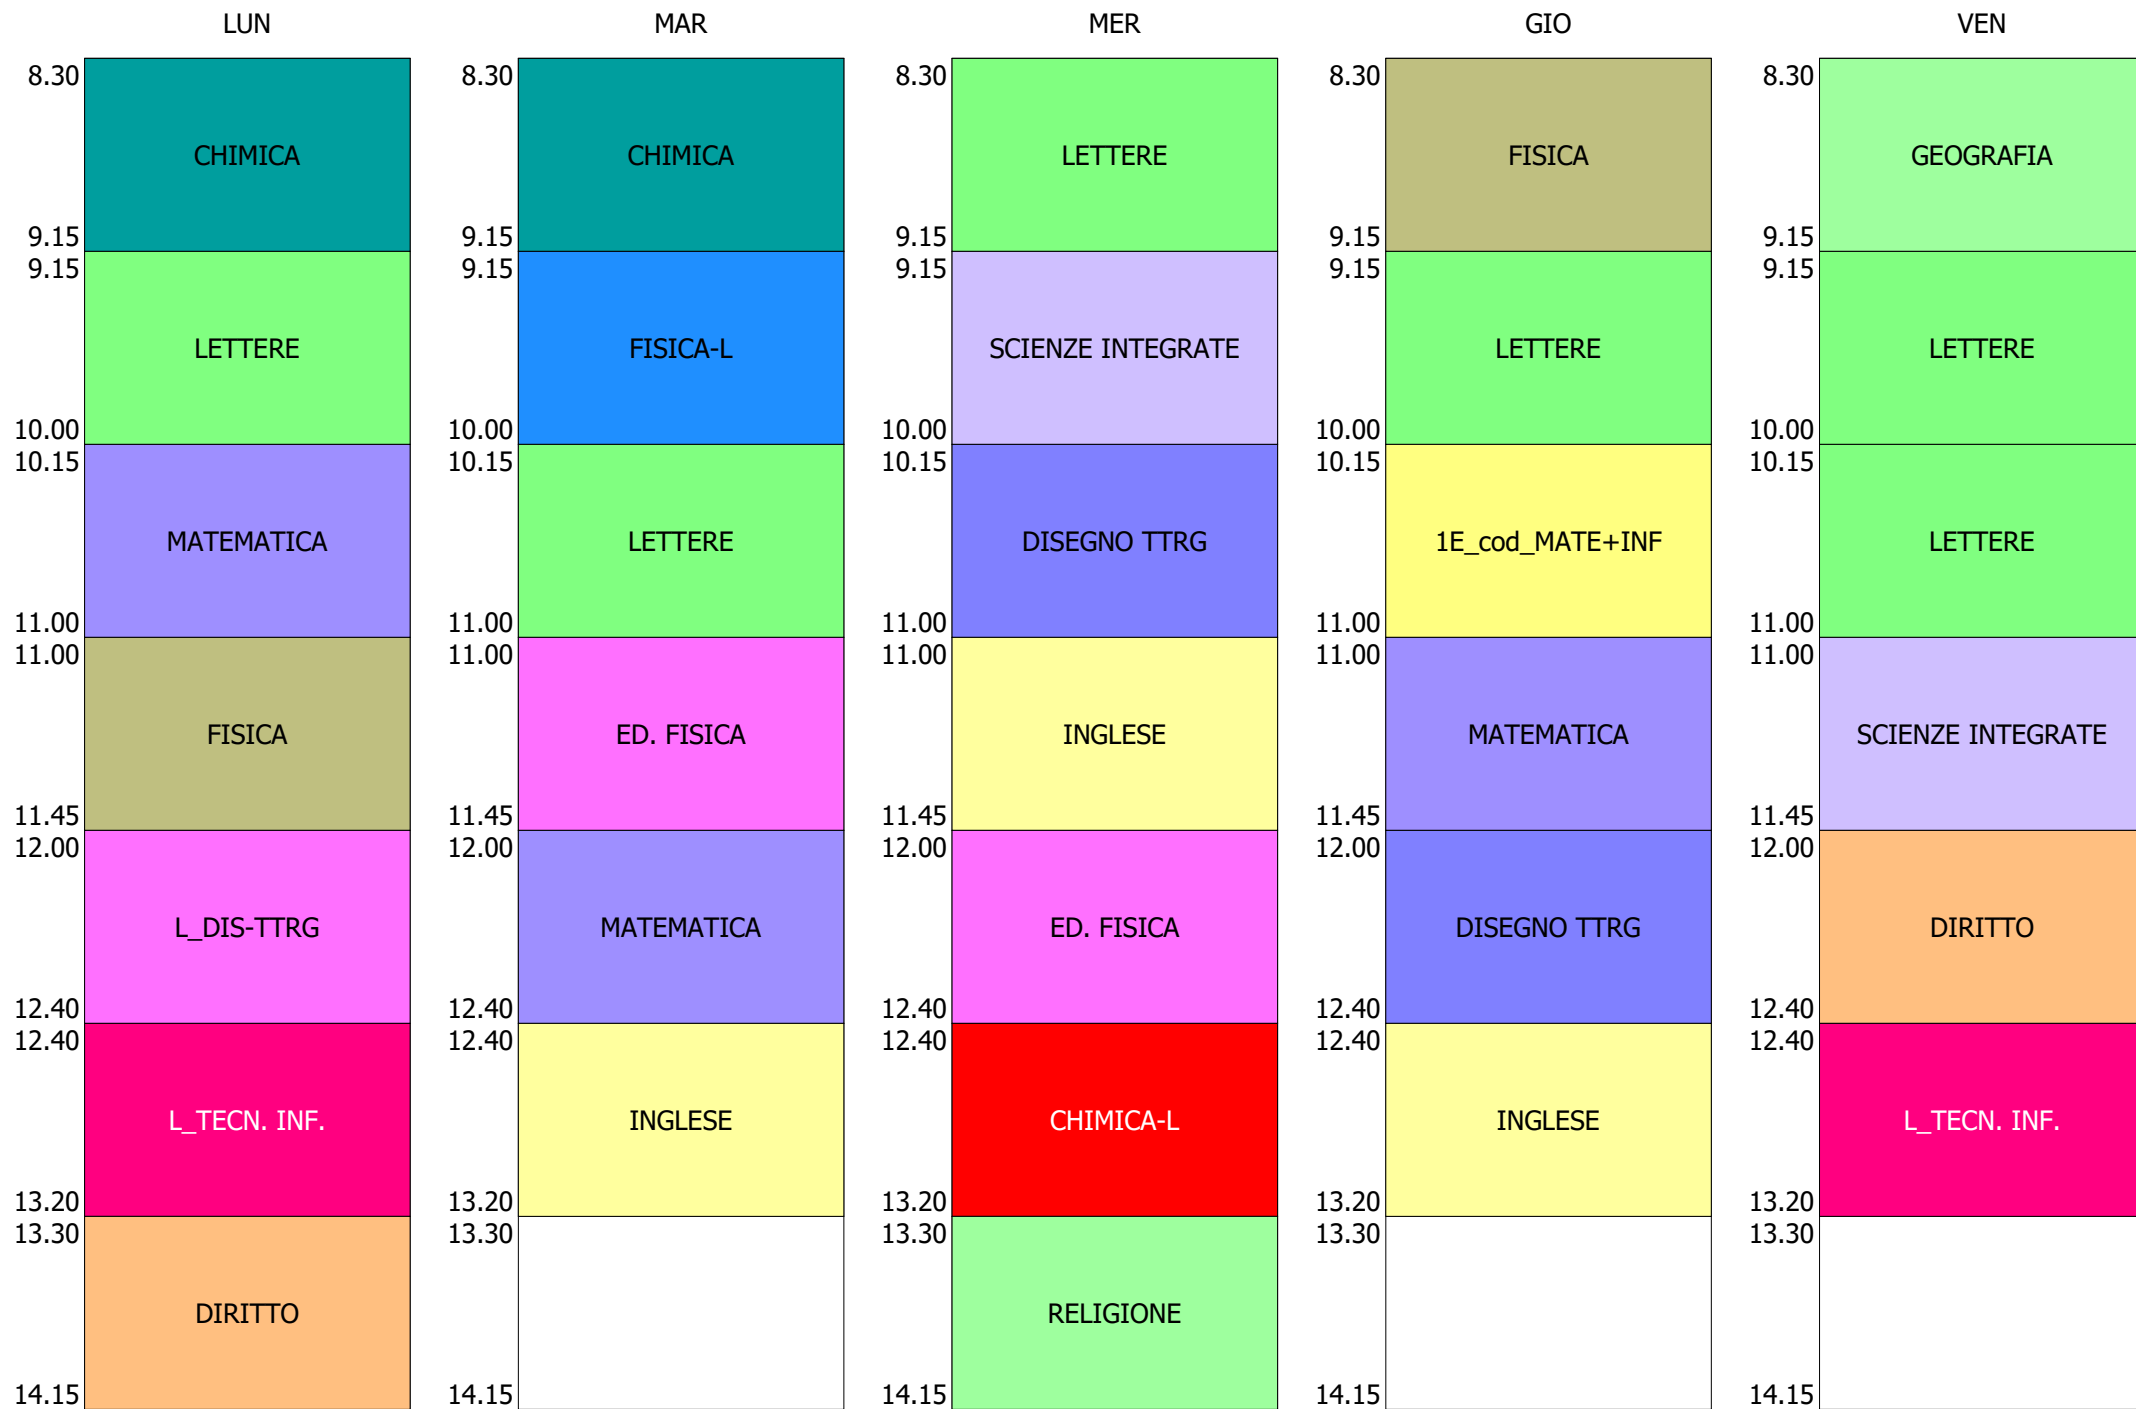 LUN MAR MER GIO VEN
8.30 8.30 8.30 8.30 8.30
CHIMICA CHIMICA LETTERE FISICA GEOGRAFIA
9.15 9.15 9.15 9.15 9.15
9.15 9.15 9.15 9.15 9.15
LETTERE FISICA-L SCIENZE INTEGRATE LETTERE LETTERE
10.00 10.00 10.00 10.00 10.00
10.15 10.15 10.15 10.15 10.15
MATEMATICA LETTERE DISEGNO TTRG 1E_cod_MATE+INF LETTERE
11.00 11.00 11.00 11.00 11.00
11.00 11.00 11.00 11.00 11.00
FISICA ED. FISICA INGLESE MATEMATICA SCIENZE INTEGRATE
11.45 11.45 11.45 11.45 11.45
12.00 12.00 12.00 12.00 12.00
L_DIS-TTRG MATEMATICA ED. FISICA DISEGNO TTRG DIRITTO
12.40 12.40 12.40 12.40 12.40
12.40 12.40 12.40 12.40 12.40
L_TECN. INF. INGLESE CHIMICA-L INGLESE L_TECN. INF.
13.20 13.20 13.20 13.20 13.20
13.30 13.30 13.30 13.30 13.30
DIRITTO RELIGIONE
14.15 14.15 14.15 14.15 14.15